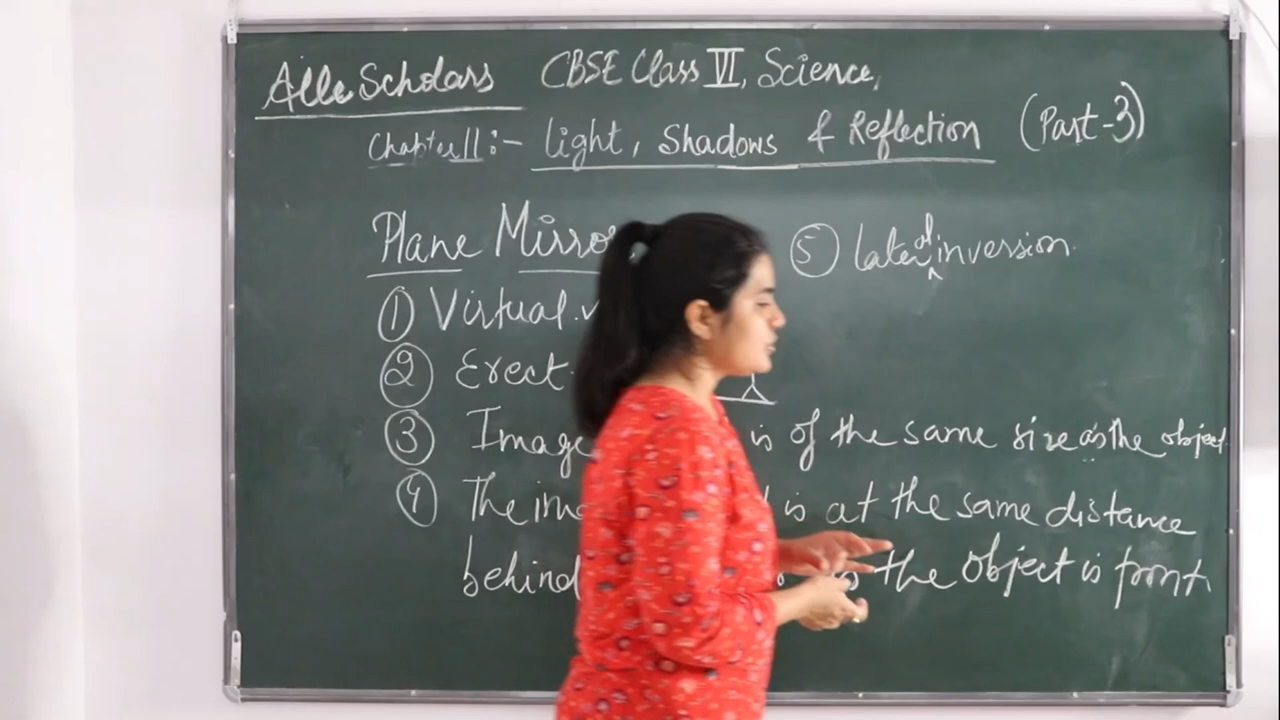 Alle Scholars CBSE Class VI, Science,
Chapter 11:- Light, Shadows & Reflection (Part-3)
Plane Mirro
① Virtual.
② Erect.
③ Image is of the same size as the object
④ The is at the same distance
behind the object is front
⑤ lateral inversion.